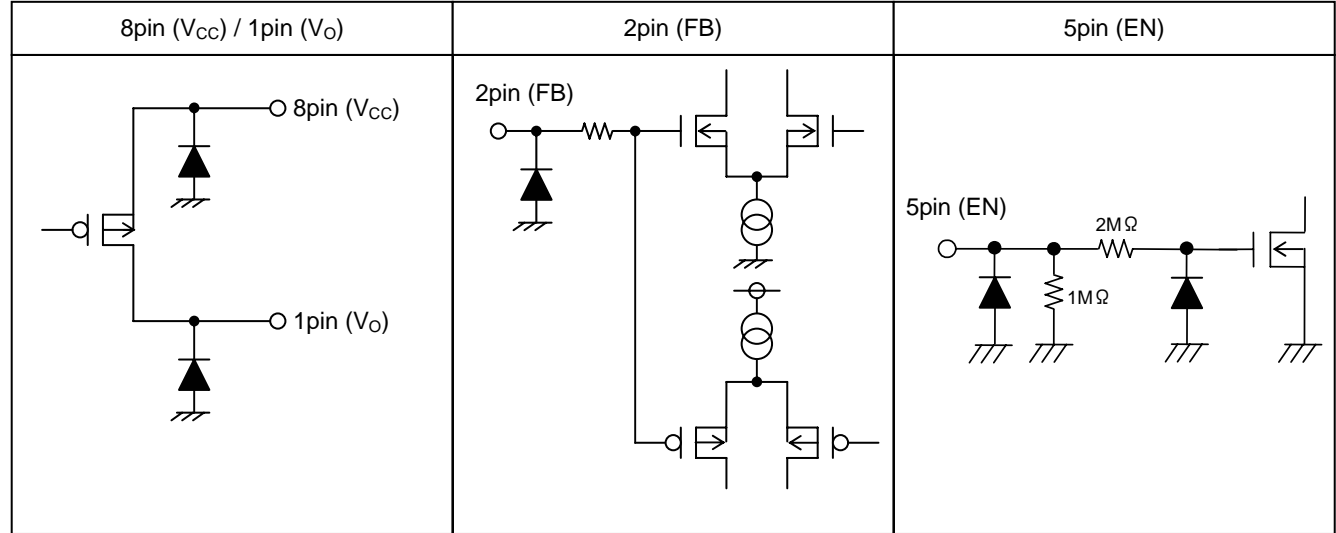 8pin (VCC) / 1pin (VO)
2pin (FB)
5pin (EN)
8pin (VCC)
1pin (VO)
2pin (FB)
5pin (EN)
2MΩ
1MΩ